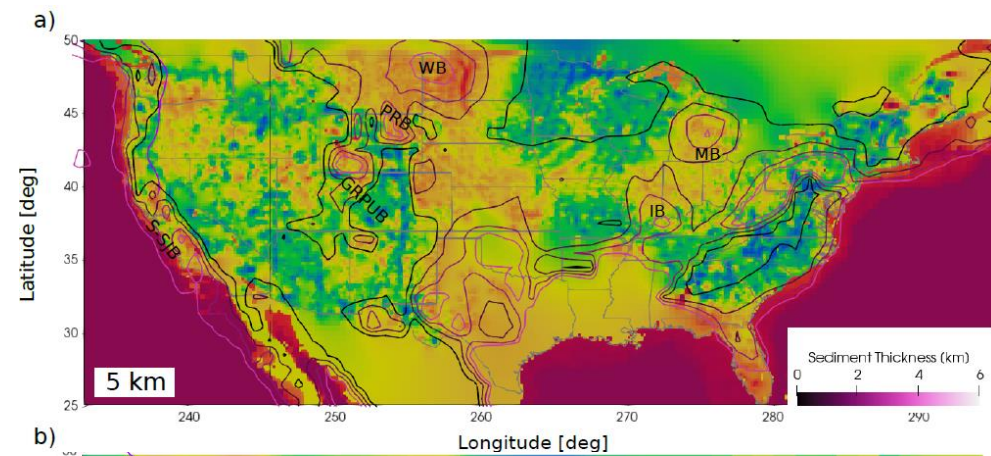 a)
50
45
40
35
30
25
Latitude [deg]
WB
PRB
MB
GRPUB
IB
S-SJB
5 km
Sediment Thickness (km)
0 2 4 6
240 250 260 270 280 290
Longitude [deg]
b)